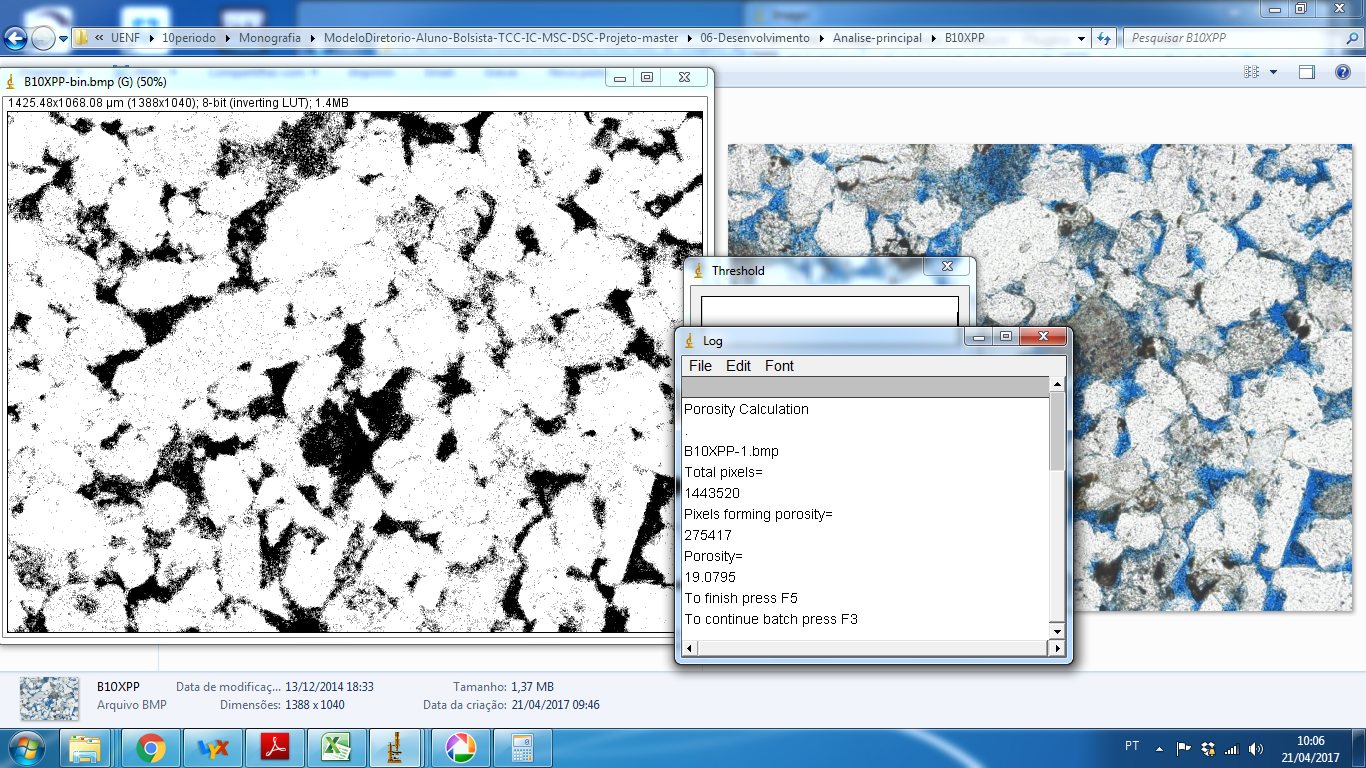 UENF
10periodo
Monografia
ModeloDiretorio-Aluno-Bolsista-TCC-IC-MSC-DSC-Projeto-master
06-Desenvolvimento
Analise-principal
B10XPP
Pesquisar B10XPP
B10XPP-bin.bmp (G) (50%)
1425.48x1068.08 µm (1388x1040); 8-bit (inverting LUT); 1.4MB
Threshold
Log
File Edit Font
Porosity Calculation
.
B10XPP-1.bmp
Total pixels=
1443520
Pixels forming porosity=
275417
Porosity=
19.0795
To finish press F5
To continue batch press F3
B10XPP Data de modificaç... 13/12/2014 18:33 Tamanho: 1,37 MB
Arquivo BMP Dimensões: 1388 x 1040 Data da criação: 21/04/2017 09:46
PT
10:06
21/04/2017